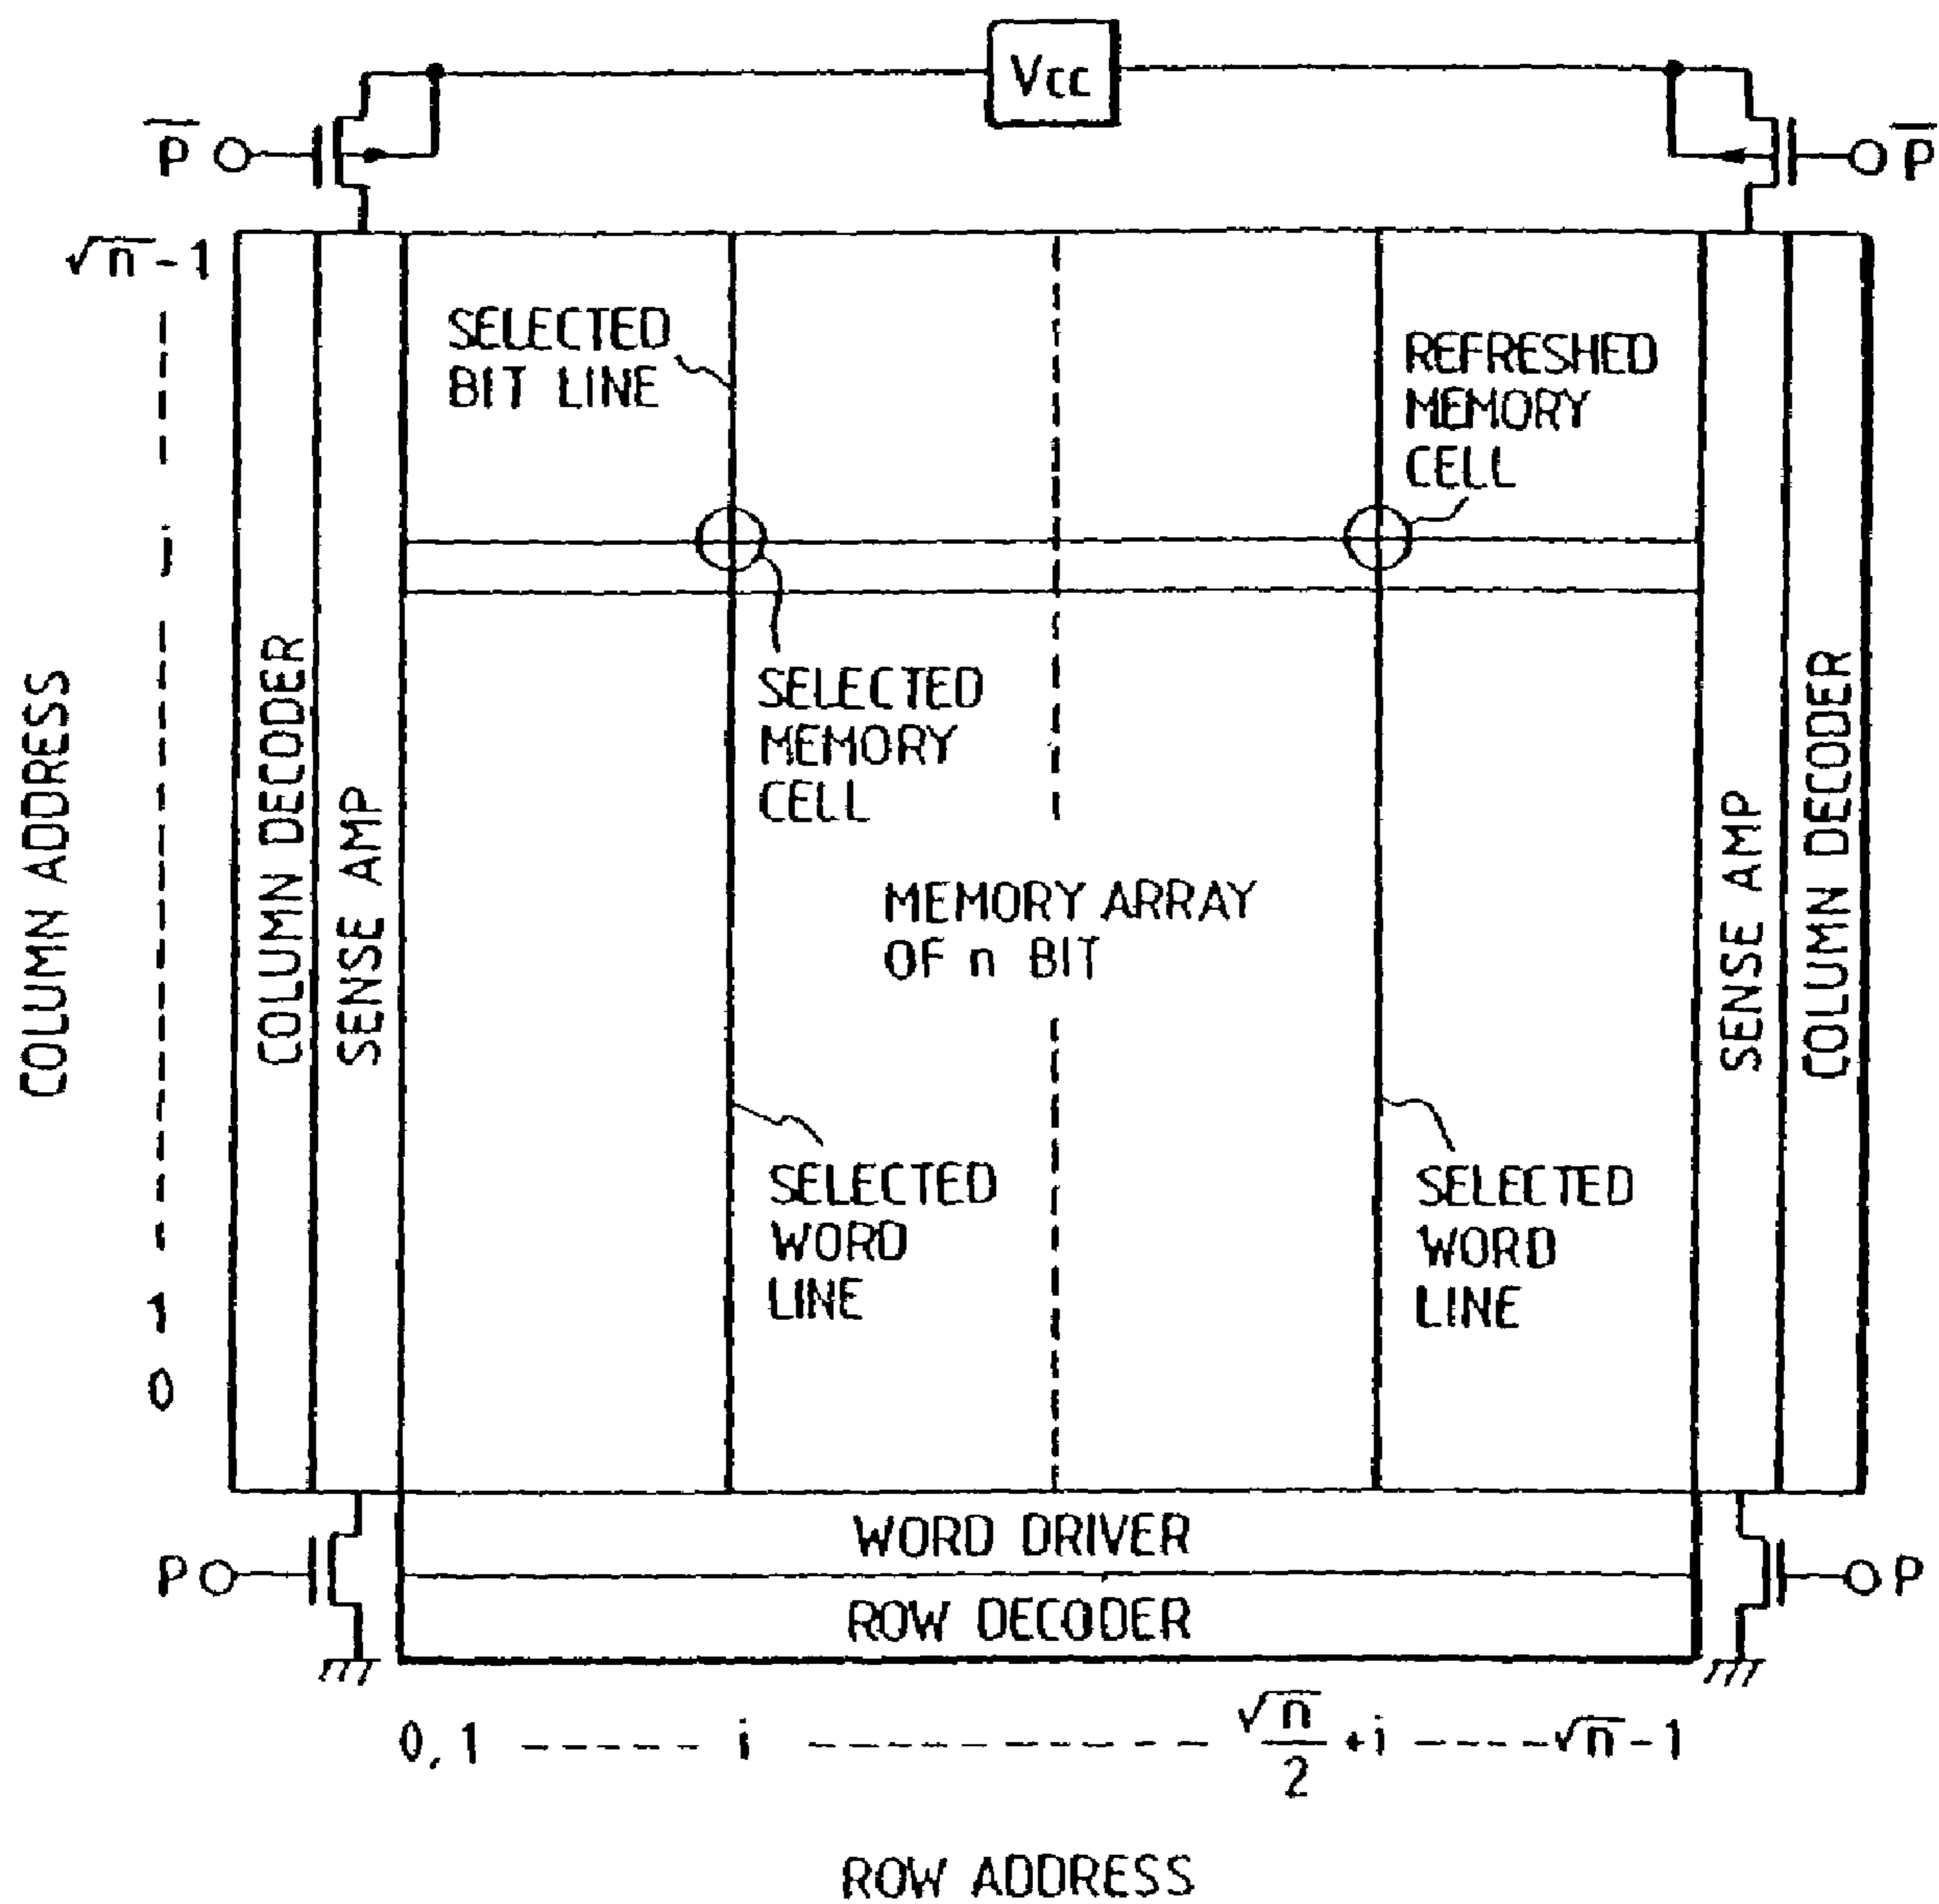 Vcc
P̅
P̅
√n̅-1
SELECTED
BIT LINE
REFRESHED
MEMORY
CELL
j
SELECTED
MEMORY
CELL
COLUMN ADDRESS
COLUMN DECODER
SENSE AMP
MEMORY ARRAY
OF n BIT
SENSE AMP
COLUMN DECODER
SELECTED
WORD
LINE
SELECTED
WORD
LINE
1
0
WORD DRIVER
P
P
ROW DECODER
0,1 ----- i ----------- √n̅/2 +i -----√n̅-1
ROW ADDRESS